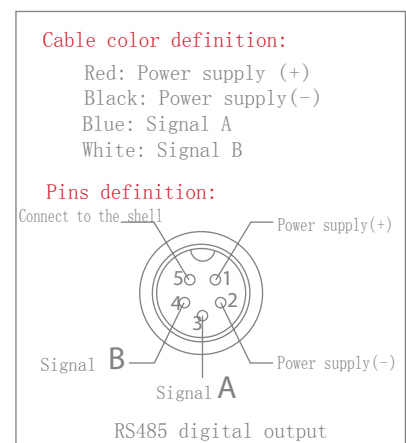 Cable color definition:
Red: Power supply (+)
Black: Power supply(-)
Blue: Signal A
White: Signal B
Pins definition:
Connect to the shell
Power supply(+)
5 1
4 2
3
Signal B
Power supply(-)
Signal A
RS485 digital output